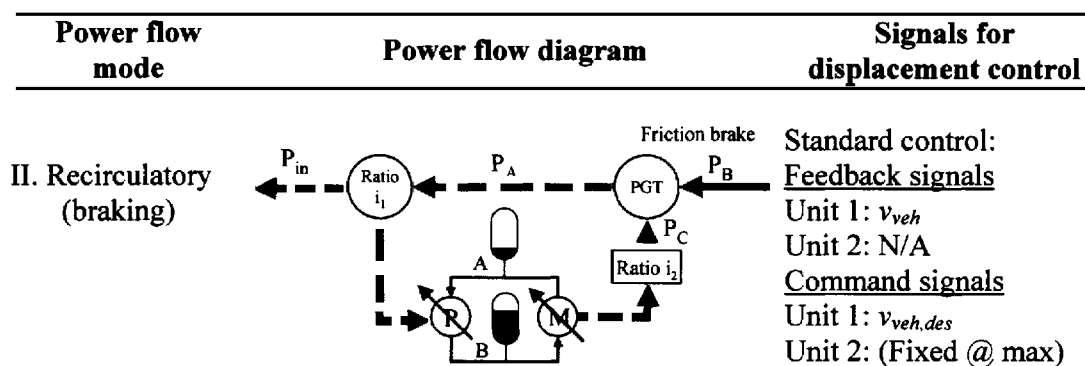 Power flow
mode
Power flow diagram
Signals for
displacement control
II. Recirculatory
(braking)
P_in
Ratio
i_1
P_A
Friction brake
PGT
P_B
P_C
Ratio i_2
A
P
M
B
Standard control:
Feedback signals
Unit 1: v_veh
Unit 2: N/A
Command signals
Unit 1: v_veh,des
Unit 2: (Fixed @ max)